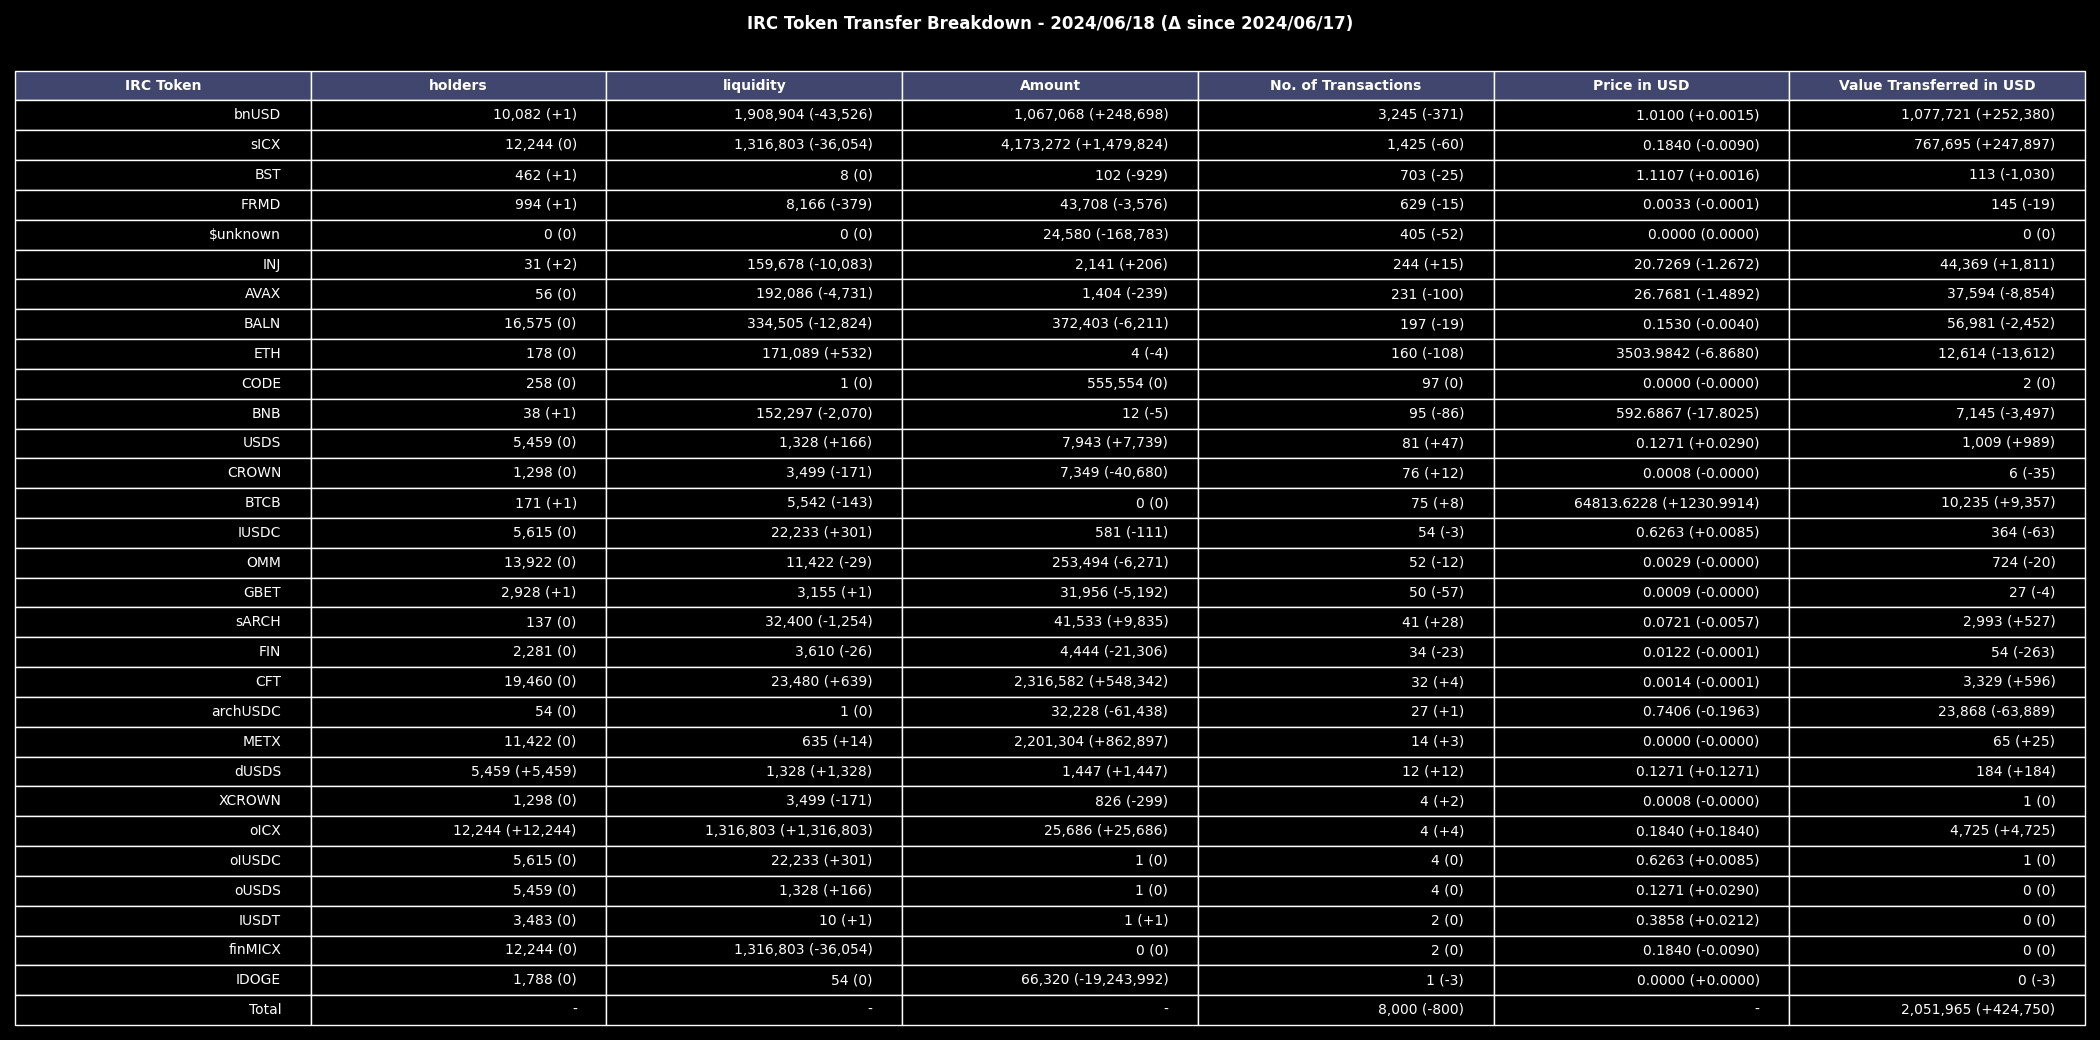 IRC Token Transfer Breakdown - 2024/06/18 (Δ since 2024/06/17)
IRC Token holders liquidity Amount No. of Transactions Price in USD Value Transferred in USD
bnUSD 10,082 (+1) 1,908,904 (-43,526) 1,067,068 (+248,698) 3,245 (-371) 1.0100 (+0.0015) 1,077,721 (+252,380)
sICX 12,244 (0) 1,316,803 (-36,054) 4,173,272 (+1,479,824) 1,425 (-60) 0.1840 (-0.0090) 767,695 (+247,897)
BST 462 (+1) 8 (0) 102 (-929) 703 (-25) 1.1107 (+0.0016) 113 (-1,030)
FRMD 994 (+1) 8,166 (-379) 43,708 (-3,576) 629 (-15) 0.0033 (-0.0001) 145 (-19)
$unknown 0 (0) 0 (0) 24,580 (-168,783) 405 (-52) 0.0000 (0.0000) 0 (0)
INJ 31 (+2) 159,678 (-10,083) 2,141 (+206) 244 (+15) 20.7269 (-1.2672) 44,369 (+1,811)
AVAX 56 (0) 192,086 (-4,731) 1,404 (-239) 231 (-100) 26.7681 (-1.4892) 37,594 (-8,854)
BALN 16,575 (0) 334,505 (-12,824) 372,403 (-6,211) 197 (-19) 0.1530 (-0.0040) 56,981 (-2,452)
ETH 178 (0) 171,089 (+532) 4 (-4) 160 (-108) 3503.9842 (-6.8680) 12,614 (-13,612)
CODE 258 (0) 1 (0) 555,554 (0) 97 (0) 0.0000 (-0.0000) 2 (0)
BNB 38 (+1) 152,297 (-2,070) 12 (-5) 95 (-86) 592.6867 (-17.8025) 7,145 (-3,497)
USDS 5,459 (0) 1,328 (+166) 7,943 (+7,739) 81 (+47) 0.1271 (+0.0290) 1,009 (+989)
CROWN 1,298 (0) 3,499 (-171) 7,349 (-40,680) 76 (+12) 0.0008 (-0.0000) 6 (-35)
BTCB 171 (+1) 5,542 (-143) 0 (0) 75 (+8) 64813.6228 (+1230.9914) 10,235 (+9,357)
IUSDC 5,615 (0) 22,233 (+301) 581 (-111) 54 (-3) 0.6263 (+0.0085) 364 (-63)
OMM 13,922 (0) 11,422 (-29) 253,494 (-6,271) 52 (-12) 0.0029 (-0.0000) 724 (-20)
GBET 2,928 (+1) 3,155 (+1) 31,956 (-5,192) 50 (-57) 0.0009 (-0.0000) 27 (-4)
sARCH 137 (0) 32,400 (-1,254) 41,533 (+9,835) 41 (+28) 0.0721 (-0.0057) 2,993 (+527)
FIN 2,281 (0) 3,610 (-26) 4,444 (-21,306) 34 (-23) 0.0122 (-0.0001) 54 (-263)
CFT 19,460 (0) 23,480 (+639) 2,316,582 (+548,342) 32 (+4) 0.0014 (-0.0001) 3,329 (+596)
archUSDC 54 (0) 1 (0) 32,228 (-61,438) 27 (+1) 0.7406 (-0.1963) 23,868 (-63,889)
METX 11,422 (0) 635 (+14) 2,201,304 (+862,897) 14 (+3) 0.0000 (-0.0000) 65 (+25)
dUSDS 5,459 (+5,459) 1,328 (+1,328) 1,447 (+1,447) 12 (+12) 0.1271 (+0.1271) 184 (+184)
XCROWN 1,298 (0) 3,499 (-171) 826 (-299) 4 (+2) 0.0008 (-0.0000) 1 (0)
oICX 12,244 (+12,244) 1,316,803 (+1,316,803) 25,686 (+25,686) 4 (+4) 0.1840 (+0.1840) 4,725 (+4,725)
oIUSDC 5,615 (0) 22,233 (+301) 1 (0) 4 (0) 0.6263 (+0.0085) 1 (0)
oUSDS 5,459 (0) 1,328 (+166) 1 (0) 4 (0) 0.1271 (+0.0290) 0 (0)
IUSDT 3,483 (0) 10 (+1) 1 (+1) 2 (0) 0.3858 (+0.0212) 0 (0)
finMICX 12,244 (0) 1,316,803 (-36,054) 0 (0) 2 (0) 0.1840 (-0.0090) 0 (0)
IDOGE 1,788 (0) 54 (0) 66,320 (-19,243,992) 1 (-3) 0.0000 (+0.0000) 0 (-3)
Total - - - 8,000 (-800) - 2,051,965 (+424,750)